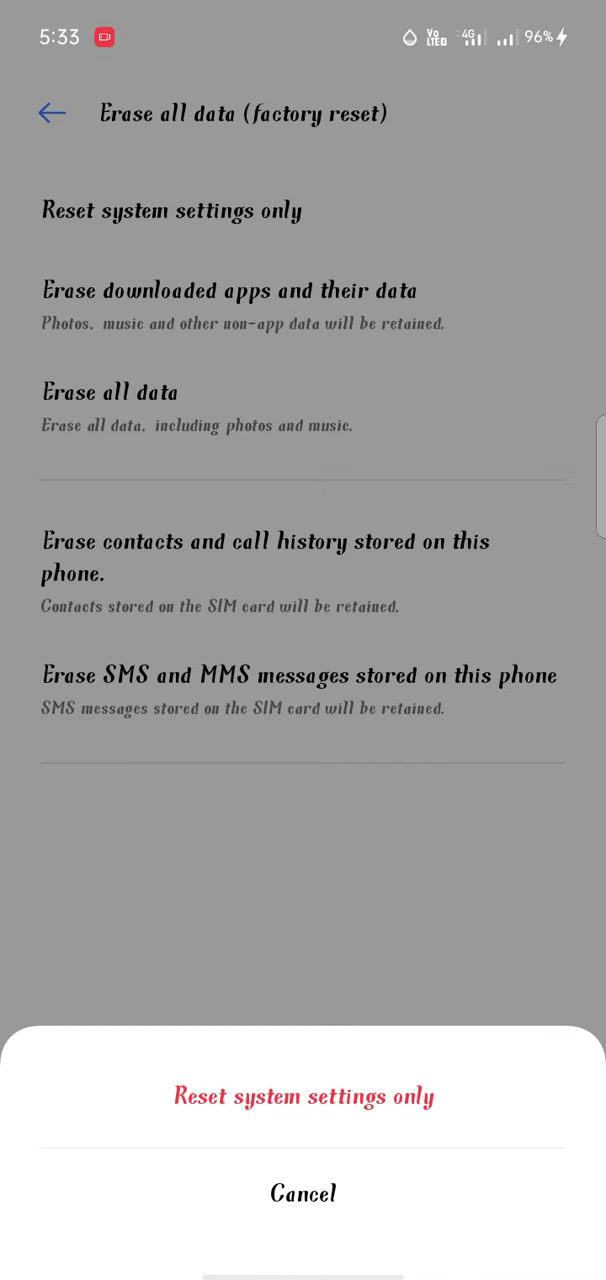 5:33
Vo
LTE
4G
96%
Erase all data (factory reset)
Reset system settings only
Erase downloaded apps and their data
Photos, music and other non-app data will be retained.
Erase all data
Erase all data, including photos and music.
Erase contacts and call history stored on this
phone.
Contacts stored on the SIM card will be retained.
Erase SMS and MMS messages stored on this phone
SMS messages stored on the SIM card will be retained.
Reset system settings only
Cancel